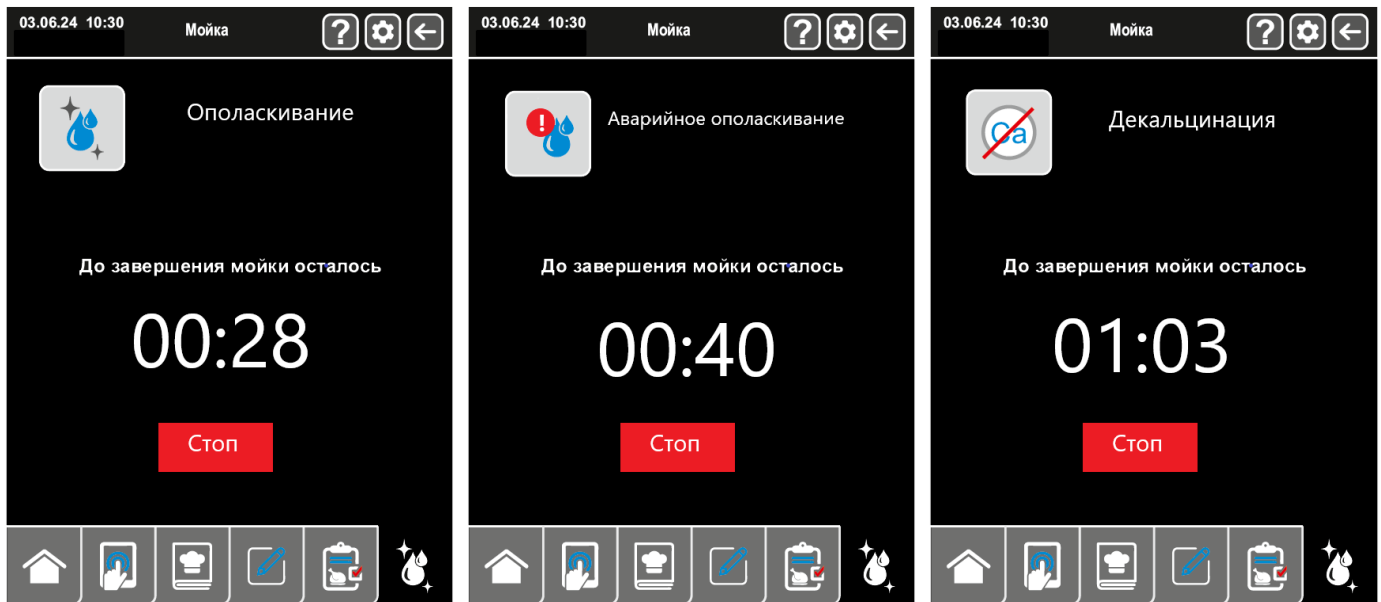 03.06.24 10:30
Мойка
?
Ополаскивание
До завершения мойки осталось
00:28
Стоп
03.06.24 10:30
Мойка
?
!
Аварийное ополаскивание
До завершения мойки осталось
00:40
Стоп
03.06.24 10:30
Мойка
?
Ca
Декальцинация
До завершения мойки осталось
01:03
Стоп